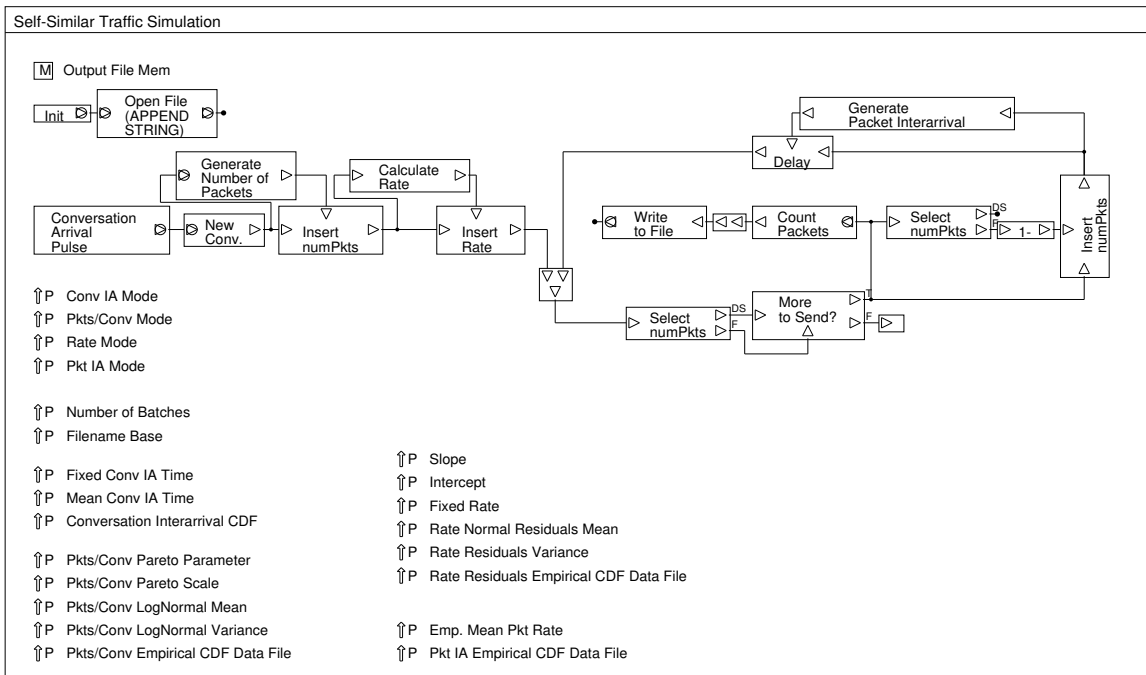 Self-Similar Traffic Simulation
M Output File Mem
Init
Open File
(APPEND
STRING)
Generate
Packet Interarrival
Delay
Generate
Number of
Packets
Calculate
Rate
Conversation
Arrival
Pulse
New
Conv.
Insert
numPkts
Insert
Rate
Write
to File
Count
Packets
Select
numPkts
DS
F
1-
Insert
numPkts
T
Select
numPkts
DS
F
More
to Send?
F
⇑P Conv IA Mode
⇑P Pkts/Conv Mode
⇑P Rate Mode
⇑P Pkt IA Mode
⇑P Number of Batches
⇑P Filename Base
⇑P Fixed Conv IA Time
⇑P Mean Conv IA Time
⇑P Conversation Interarrival CDF
⇑P Pkts/Conv Pareto Parameter
⇑P Pkts/Conv Pareto Scale
⇑P Pkts/Conv LogNormal Mean
⇑P Pkts/Conv LogNormal Variance
⇑P Pkts/Conv Empirical CDF Data File
⇑P Slope
⇑P Intercept
⇑P Fixed Rate
⇑P Rate Normal Residuals Mean
⇑P Rate Residuals Variance
⇑P Rate Residuals Empirical CDF Data File
⇑P Emp. Mean Pkt Rate
⇑P Pkt IA Empirical CDF Data File